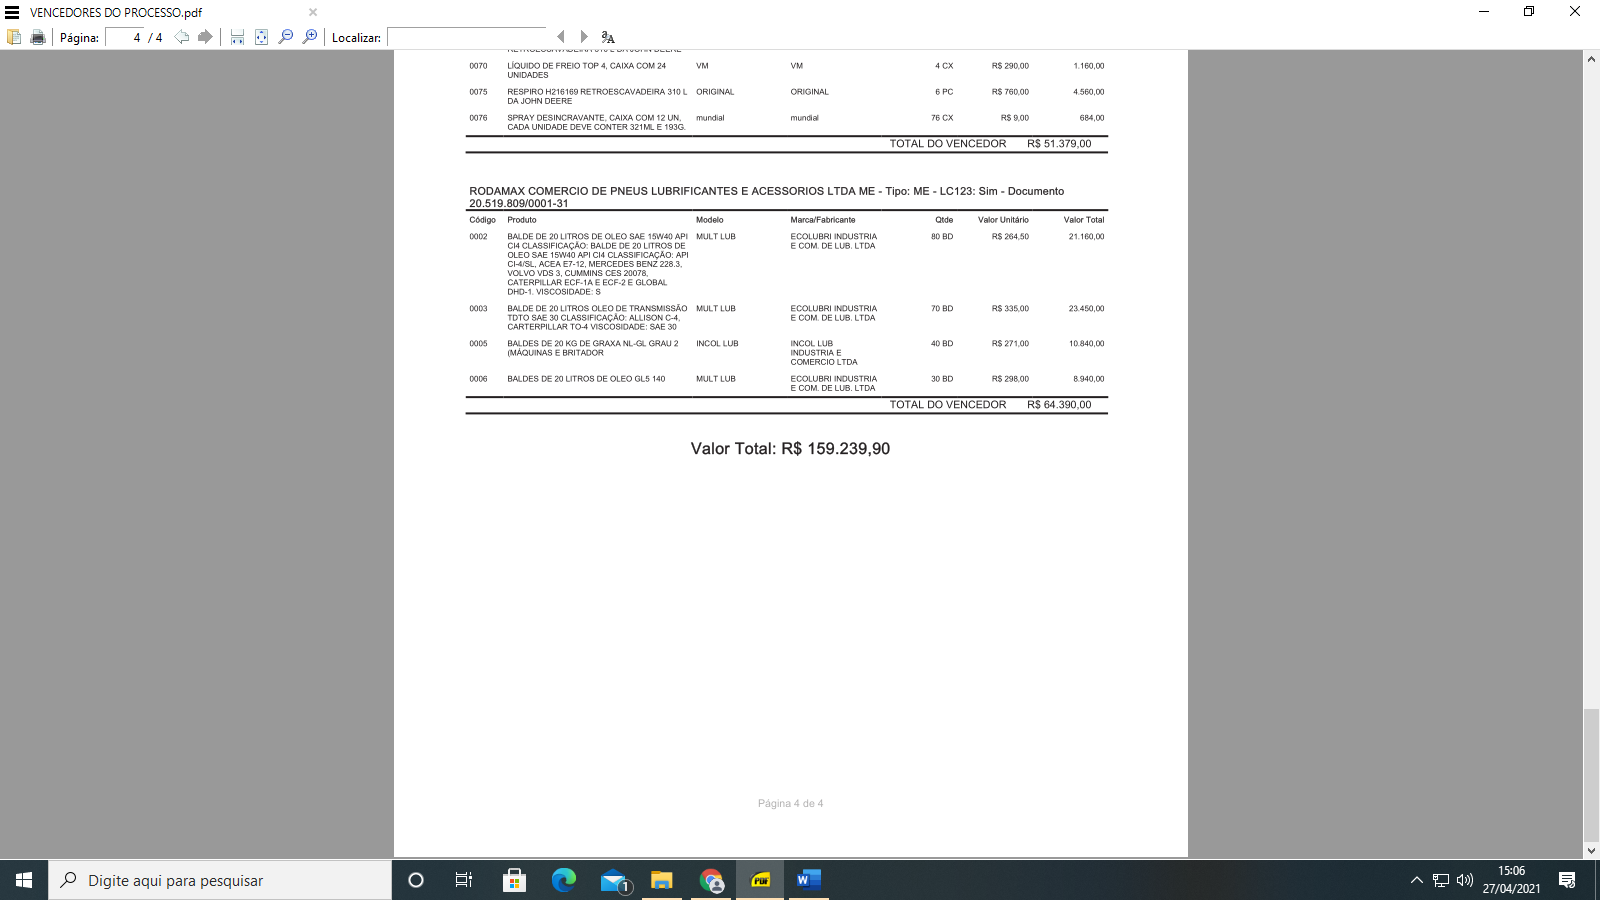 VENCEDORES DO PROCESSO.pdf
Página: 4 / 4 Localizar:
RETROESCAVADEIRA 310 L DA JOHN DEERE
0070 LÍQUIDO DE FREIO TOP 4, CAIXA COM 24 VM VM 4 CX R$ 290,00 1.160,00
UNIDADES
0075 RESPIRO H216169 RETROESCAVADEIRA 310 L ORIGINAL ORIGINAL 6 PC R$ 760,00 4.560,00
DA JOHN DEERE
0076 SPRAY DESINCRAVANTE, CAIXA COM 12 UN, mundial mundial 76 CX R$ 9,00 684,00
CADA UNIDADE DEVE CONTER 321ML E 193G.
TOTAL DO VENCEDOR R$ 51.379,00
RODAMAX COMERCIO DE PNEUS LUBRIFICANTES E ACESSORIOS LTDA ME - Tipo: ME - LC123: Sim - Documento
20.519.809/0001-31
Código Produto Modelo Marca/Fabricante Qtde Valor Unitário Valor Total
0002 BALDE DE 20 LITROS DE OLEO SAE 15W40 API MULT LUB ECOLUBRI INDUSTRIA 80 BD R$ 264,50 21.160,00
CI4 CLASSIFICAÇÃO: BALDE DE 20 LITROS DE E COM. DE LUB. LTDA
OLEO SAE 15W40 API CI4 CLASSIFICAÇÃO: API
CI-4/SL, ACEA E7-12, MERCEDES BENZ 228.3,
VOLVO VDS 3, CUMMINS CES 20078,
CATERPILLAR ECF-1A E ECF-2 E GLOBAL
DHD-1. VISCOSIDADE: S
0003 BALDE DE 20 LITROS OLEO DE TRANSMISSÃO MULT LUB ECOLUBRI INDUSTRIA 70 BD R$ 335,00 23.450,00
TDTO SAE 30 CLASSIFICAÇÃO: ALLISON C-4, E COM. DE LUB. LTDA
CARTERPILLAR TO-4 VISCOSIDADE: SAE 30
0005 BALDES DE 20 KG DE GRAXA NL-GL GRAU 2 INCOL LUB INCOL LUB 40 BD R$ 271,00 10.840,00
(MÁQUINAS E BRITADOR INDUSTRIA E
COMERCIO LTDA
0006 BALDES DE 20 LITROS DE OLEO GL5 140 MULT LUB ECOLUBRI INDUSTRIA 30 BD R$ 298,00 8.940,00
E COM. DE LUB. LTDA
TOTAL DO VENCEDOR R$ 64.390,00
Valor Total: R$ 159.239,90
Página 4 de 4
Digite aqui para pesquisar
1
PDF
15:06
27/04/2021